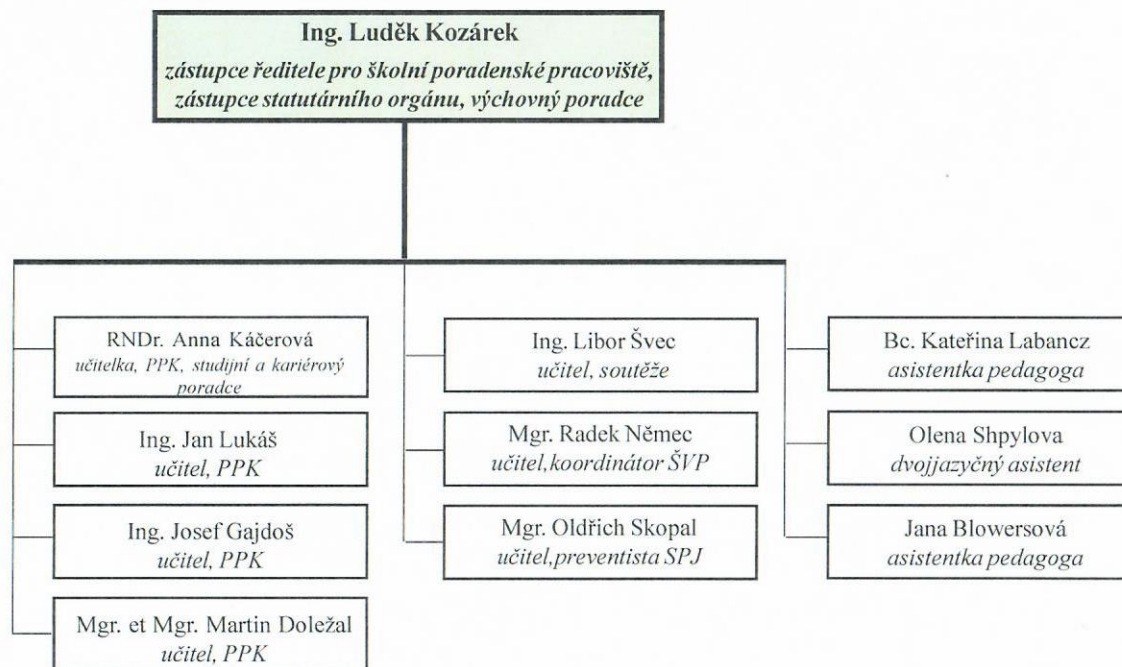 Ing. Luděk Kozárek
zástupce ředitele pro školní poradenské pracoviště,
zástupce statutárního orgánu, výchovný poradce
RNDr. Anna Káčerová
učitelka, PPK, studijní a kariérový
poradce
Ing. Jan Lukáš
učitel, PPK
Ing. Josef Gajdoš
učitel, PPK
Mgr. et Mgr. Martin Doležal
učitel, PPK
Ing. Libor Švec
učitel, soutěže
Mgr. Radek Němec
učitel,koordinátor ŠVP
Mgr. Oldřich Skopal
učitel,preventista SPJ
Bc. Kateřina Labancz
asistentka pedagoga
Olena Shpylova
dvojjazyčný asistent
Jana Blowersová
asistentka pedagoga